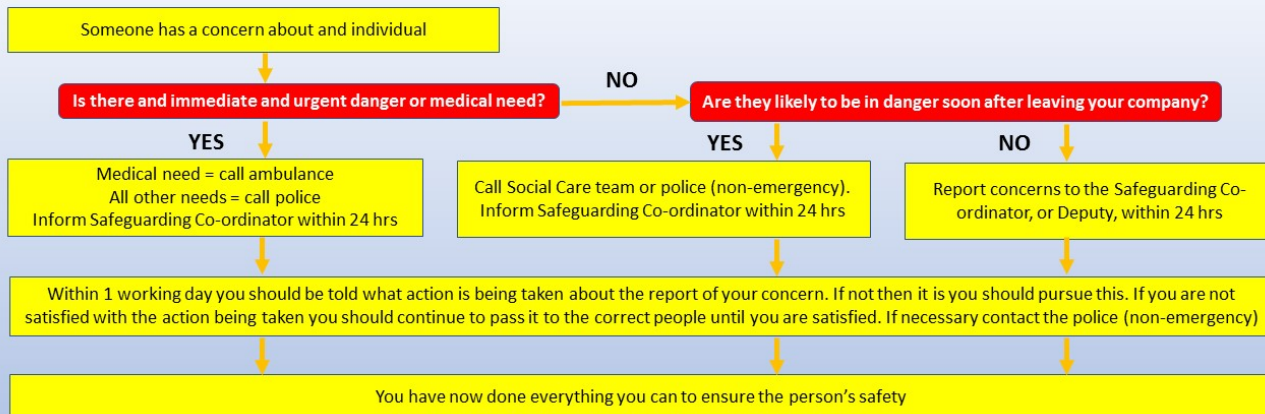 Someone has a concern about and individual
NO
Is there and immediate and urgent danger or medical need?
Are they likely to be in danger soon after leaving your company?
YES
YES
NO
Medical need = call ambulance
All other needs = call police
Inform Safeguarding Co-ordinator within 24 hrs
Call Social Care team or police (non-emergency).
Inform Safeguarding Co-ordinator within 24 hrs
Report concerns to the Safeguarding Co-
ordinator, or Deputy, within 24 hrs
Within 1 working day you should be told what action is being taken about the report of your concern. If not then it is you should pursue this. If you are not
satisfied with the action being taken you should continue to pass it to the correct people until you are satisfied. If necessary contact the police (non-emergency)
You have now done everything you can to ensure the person's safety